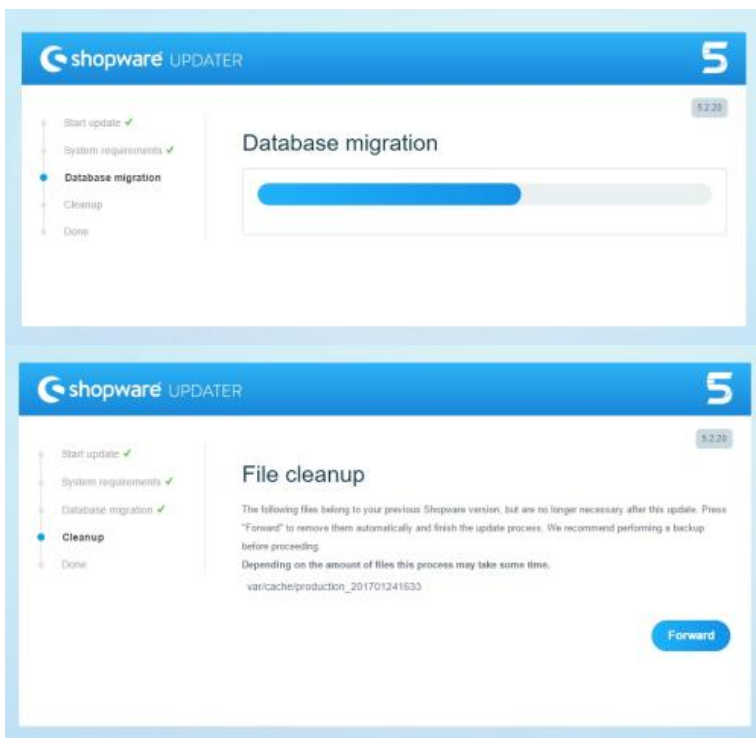 shopware UPDATER 5
5.2.20
Start update
System requirements
Database migration
Cleanup
Done
Database migration
shopware UPDATER 5
5.2.20
Start update
System requirements
Database migration
Cleanup
Done
File cleanup
The following files belong to your previous Shopware version, but are no longer necessary after this update. Press
"Forward" to remove them automatically and finish the update process. We recommend performing a backup
before proceeding.
Depending on the amount of files this process may take some time.
var/cache/production_201701241633
Forward